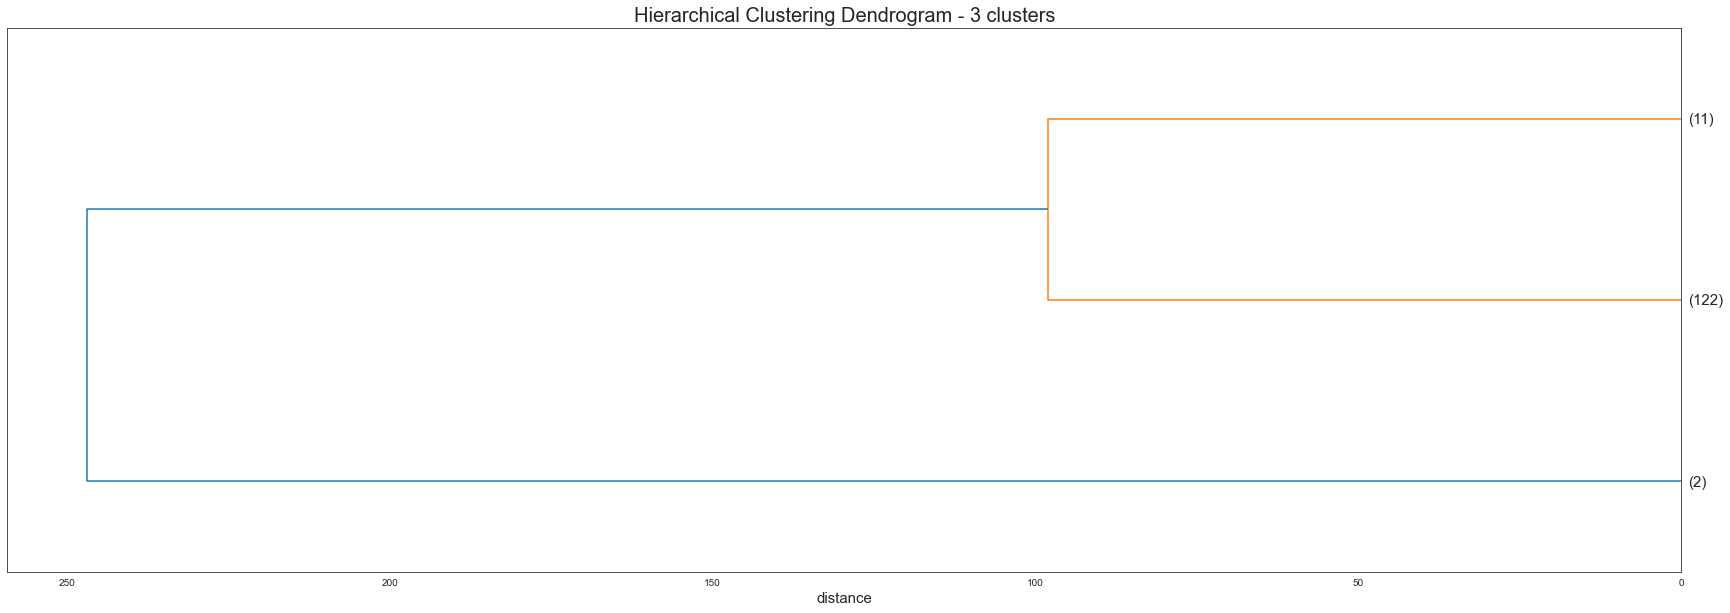 Hierarchical Clustering Dendrogram - 3 clusters
(11)
(122)
(2)
250 200 150 100 50 0
distance